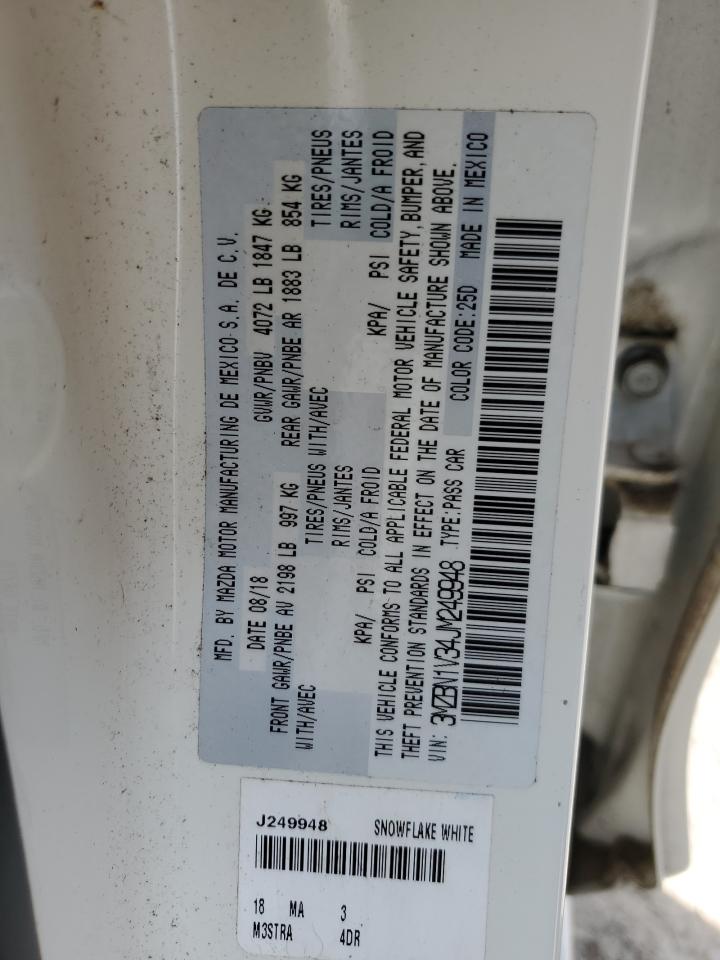 MFD. BY MAZDA MOTOR MANUFACTURING DE MEXICO S.A. DE C.V.
DATE 08/18 GVWR/PNBV 4072 LB 1847 KG
FRONT GAWR/PNBE AV 2198 LB 997 KG REAR GAWR/PNBE AR 1883 LB 854 KG
WITH/AVEC TIRES/PNEUS WITH/AVEC TIRES/PNEUS
RIMS/JANTES RIMS/JANTES
KPA/ PSI COLD/A FROID KPA/ PSI COLD/A FROID
THIS VEHICLE CONFORMS TO ALL APPLICABLE FEDERAL MOTOR VEHICLE SAFETY, BUMPER, AND
THEFT PREVENTION STANDARDS IN EFFECT ON THE DATE OF MANUFACTURE SHOWN ABOVE.
VIN: 3MZBN1V34JM249948 TYPE:PASS CAR COLOR CODE:25D MADE IN MEXICO
J249948 SNOWFLAKE WHITE
18 MA 3
M3STRA 4DR